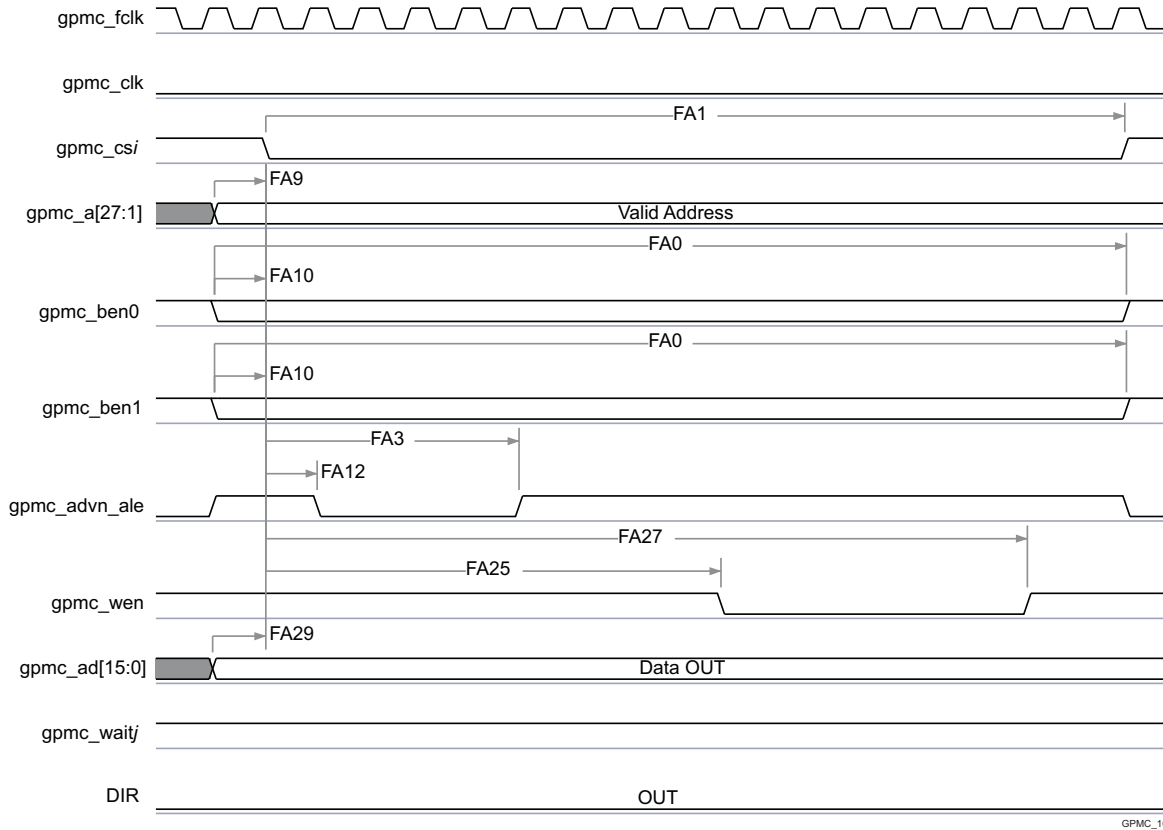 gpmc_fclk
gpmc_clk
FA1
gpmc_csi
FA9
gpmc_a[27:1]
Valid Address
FA0
FA10
gpmc_ben0
FA0
FA10
gpmc_ben1
FA3
FA12
gpmc_advn_ale
FA27
FA25
gpmc_wen
FA29
gpmc_ad[15:0]
Data OUT
gpmc_waitj
DIR
OUT